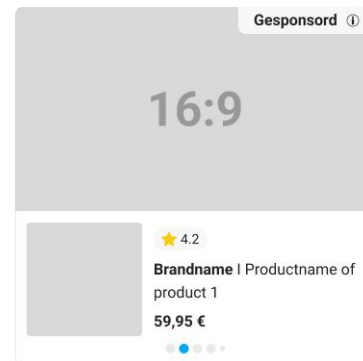 Gesponsord ⓘ
16:9
4.2
Brandname I Productname of
product 1
59,95 €